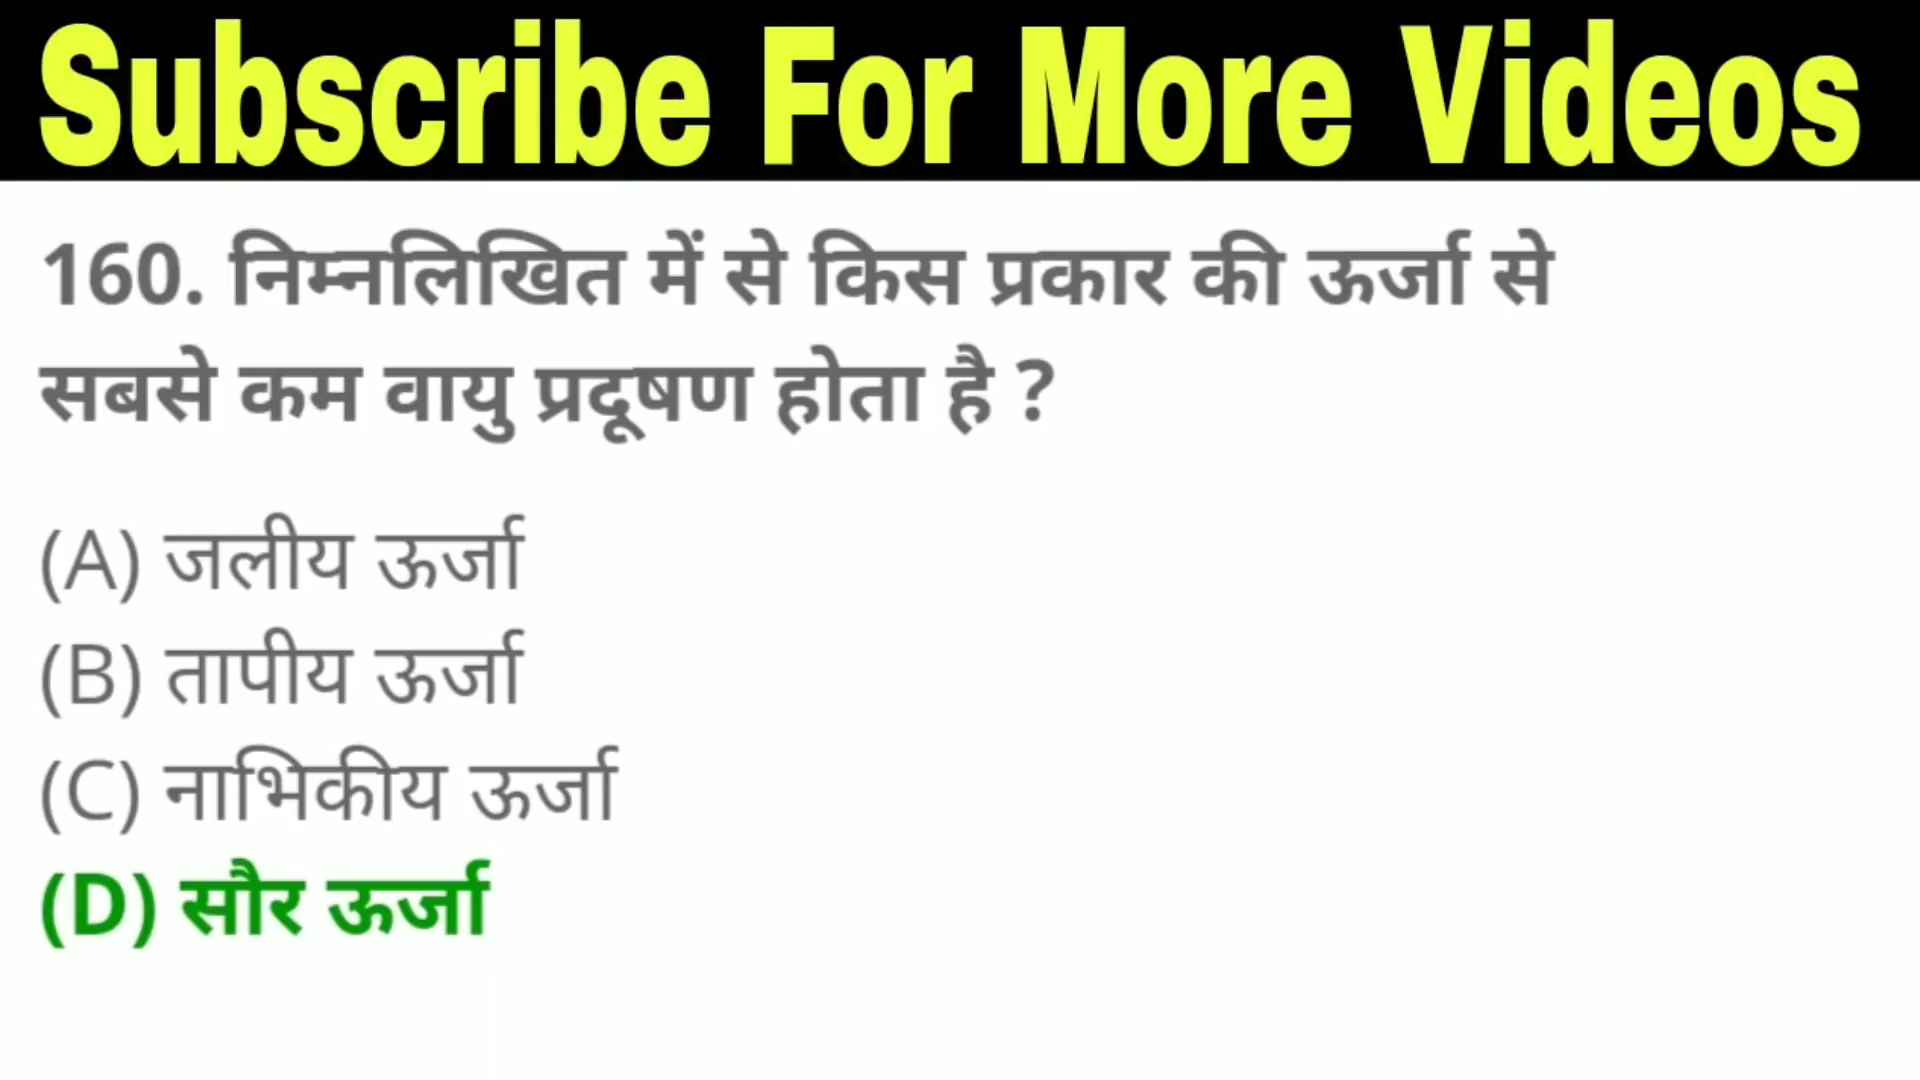 Subscribe For More Videos
160. निम्नलिखित में से किस प्रकार की ऊर्जा से
सबसे कम वायु प्रदूषण होता है ?
(A) जलीय ऊर्जा
(B) तापीय ऊर्जा
(C) नाभिकीय ऊर्जा
(D) सौर ऊर्जा